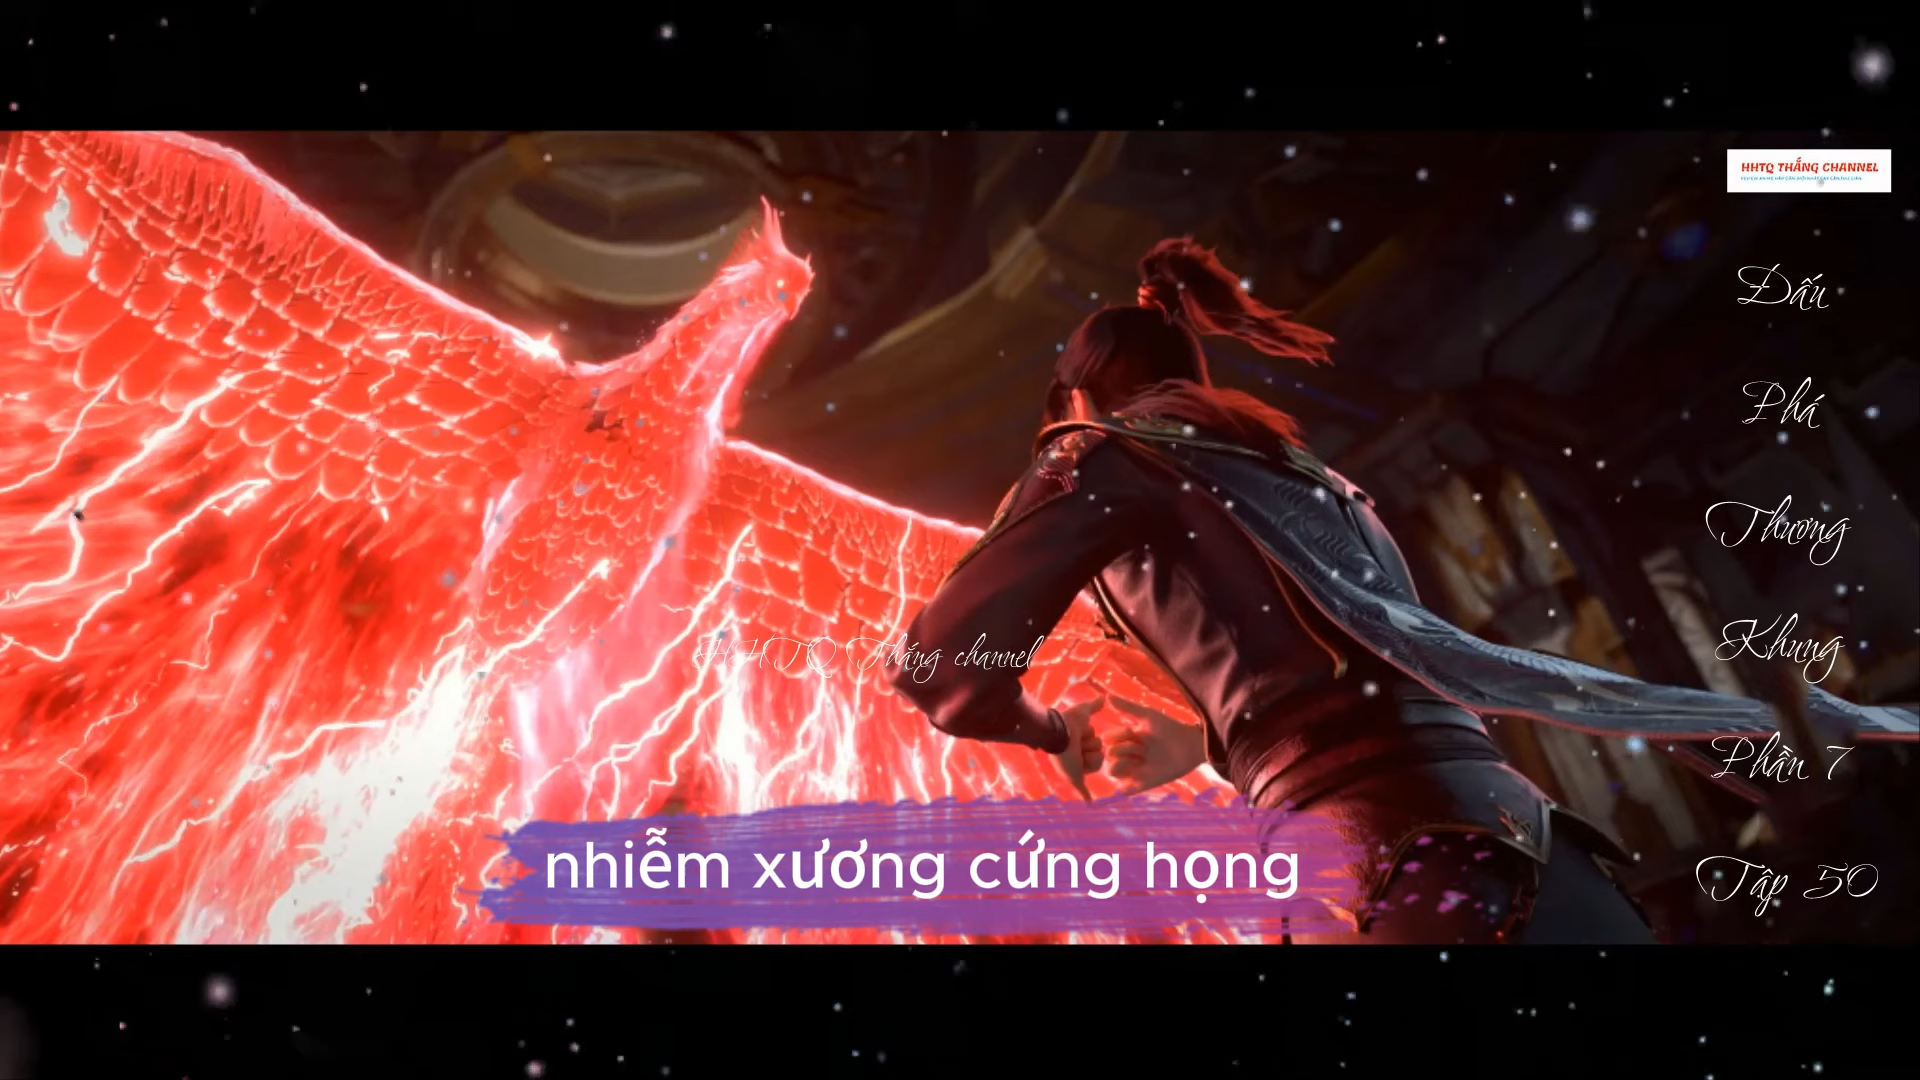 HHTQ THẮNG CHANNEL
Đấu
Phá
Thương
Khung
HHTQ Thắng channel
Phần 7
nhiễm xương cứng họng
Tập 50